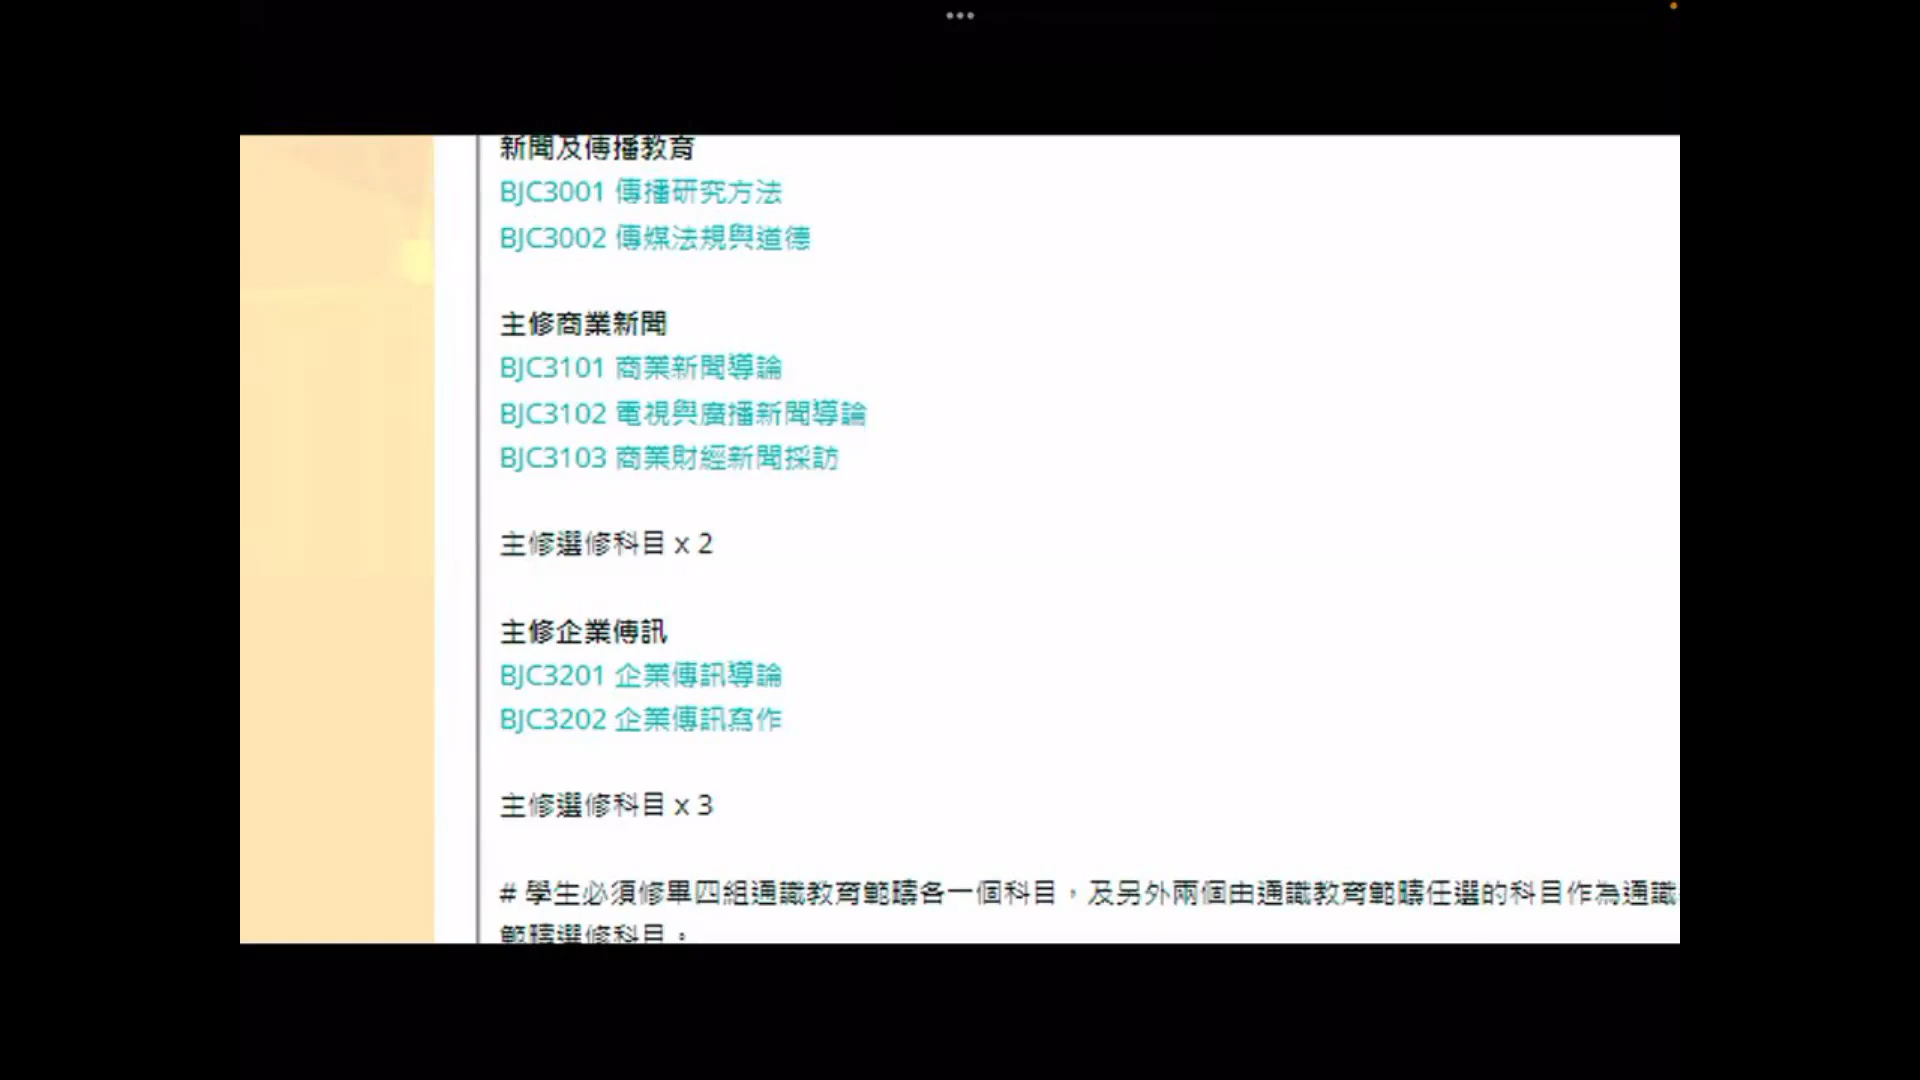 新聞及傳播教育
BJC3001 傳播研究方法
BJC3002 傳媒法規與道德
主修商業新聞
BJC3101 商業新聞導論
BJC3102 電視與廣播新聞導論
BJC3103 商業財經新聞採訪
主修選修科目 x 2
主修企業傳訊
BJC3201 企業傳訊導論
BJC3202 企業傳訊寫作
主修選修科目 x 3
# 學生必須修畢四組通識教育範疇各一個科目，及另外兩個由通識教育範疇任選的科目作為通識
範疇選修科目。